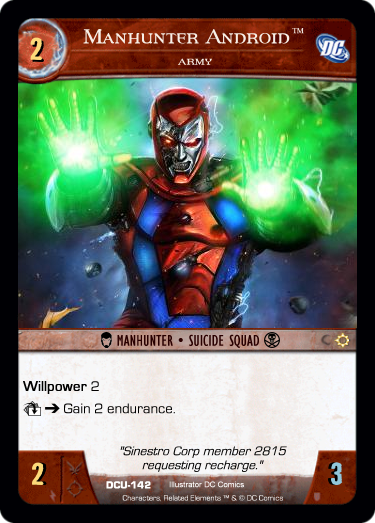 2
MANHUNTER ANDROID™
ARMY
DC
MANHUNTER • SUICIDE SQUAD
Willpower 2
➔ Gain 2 endurance.
"Sinestro Corp member 2815
requesting recharge."
2
DCU-142 Illustrator DC Comics
Characters, Related Elements ™ & © DC Comics
3